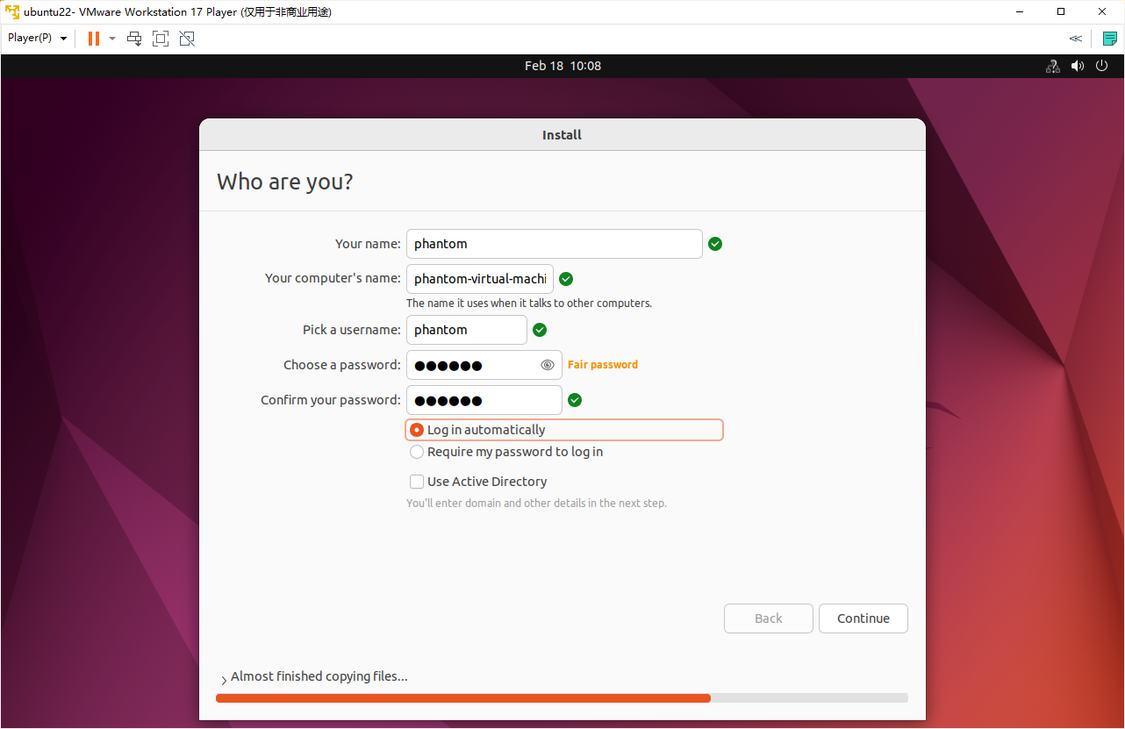 ubuntu22- VMware Workstation 17 Player (仅用于非商业用途)
Player(P)
Feb 18 10:08
Install
Who are you?
Your name: phantom
Your computer's name: phantom-virtual-machi
The name it uses when it talks to other computers.
Pick a username: phantom
Choose a password: ●●●●●● Fair password
Confirm your password: ●●●●●●
Log in automatically
Require my password to log in
Use Active Directory
You'll enter domain and other details in the next step.
Back Continue
Almost finished copying files...